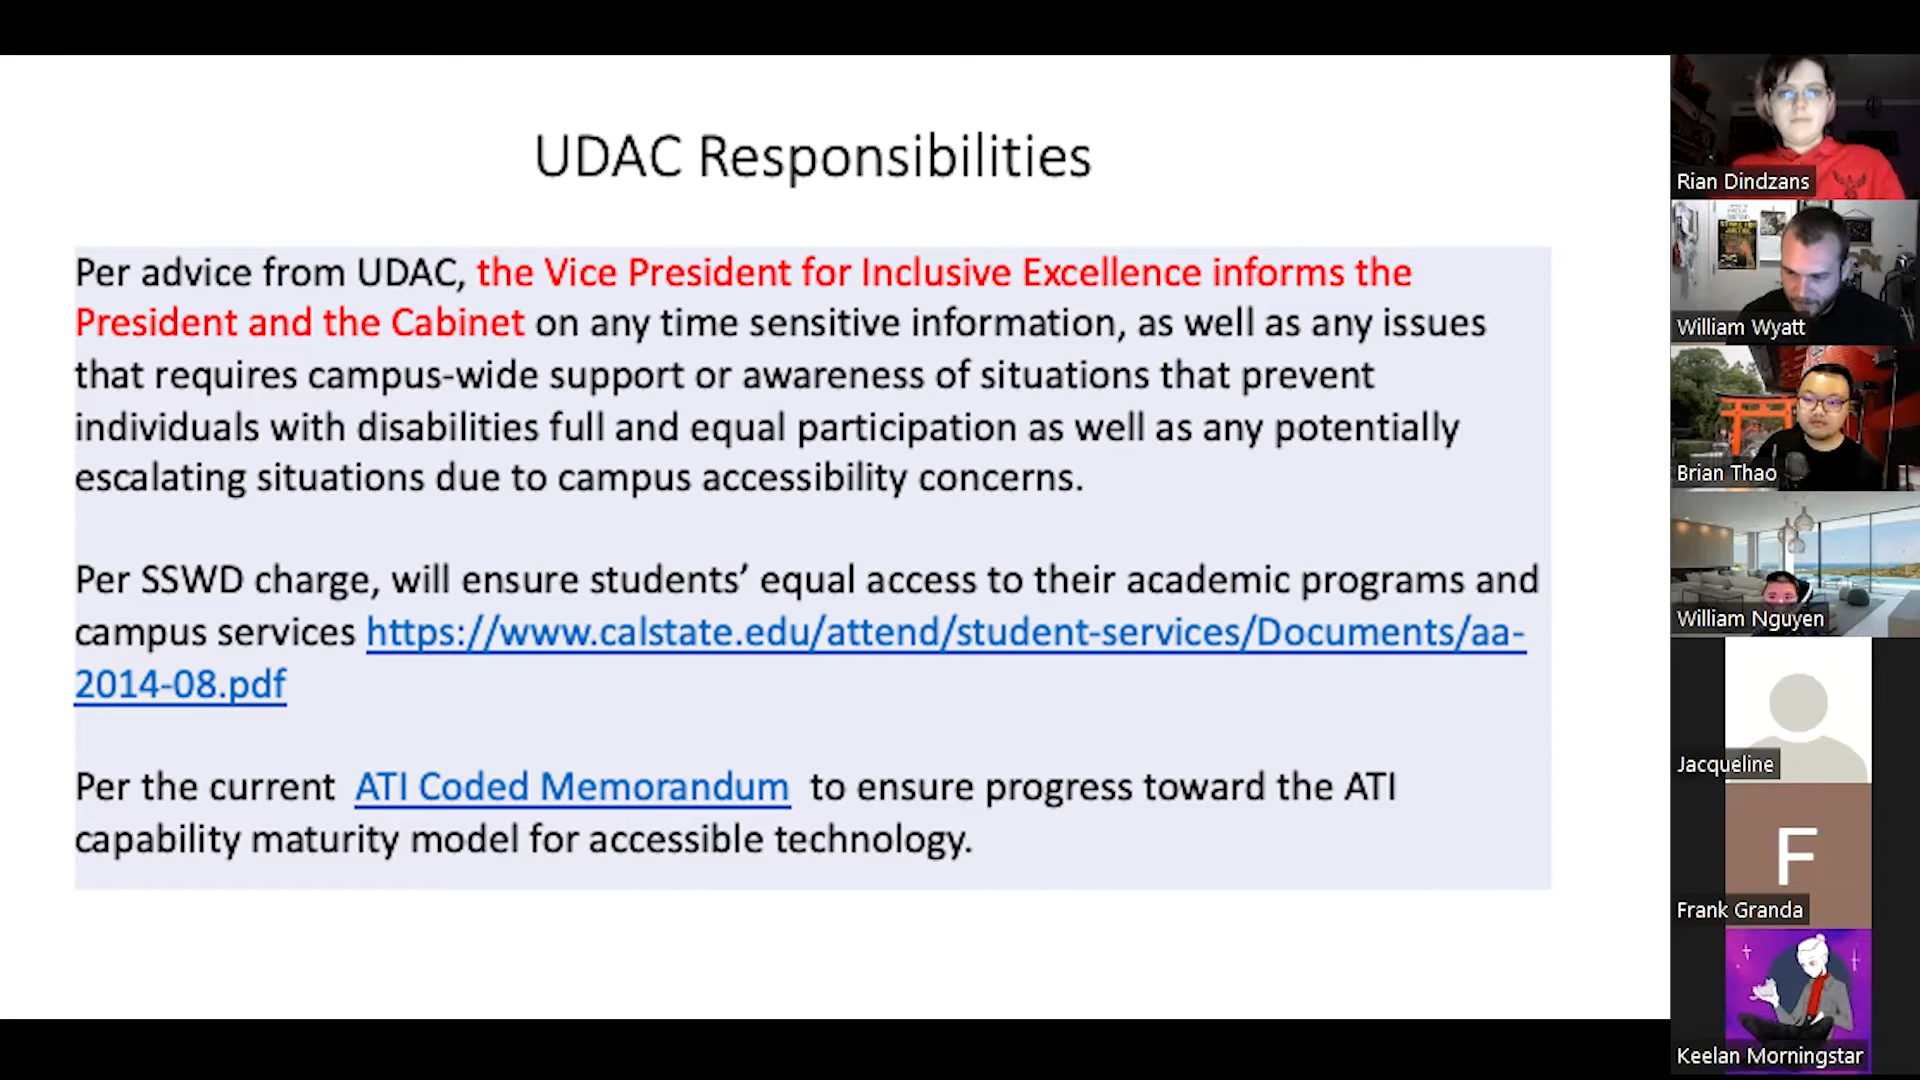 UDAC Responsibilities
Per advice from UDAC, the Vice President for Inclusive Excellence informs the
President and the Cabinet on any time sensitive information, as well as any issues
that requires campus-wide support or awareness of situations that prevent
individuals with disabilities full and equal participation as well as any potentially
escalating situations due to campus accessibility concerns.
Per SSWD charge, will ensure students’ equal access to their academic programs and
campus services https://www.calstate.edu/attend/student-services/Documents/aa-
2014-08.pdf
Per the current ATI Coded Memorandum to ensure progress toward the ATI
capability maturity model for accessible technology.
Rian Dindzans
William Wyatt
Brian Thao
William Nguyen
Jacqueline
F
Frank Granda
Keelan Morningstar